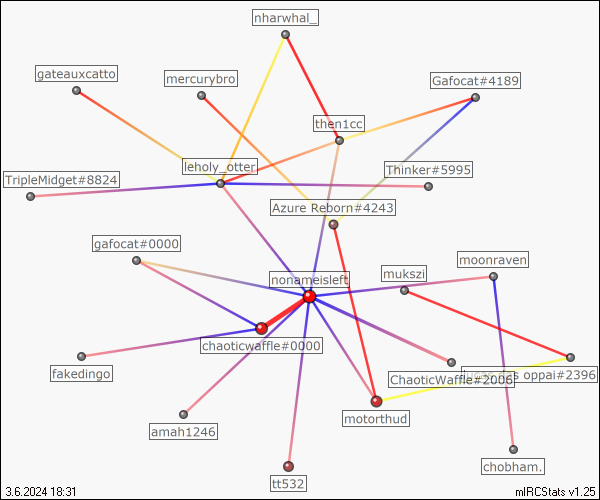 nharwhal_
gateauxcatto
mercurybro
Gafocat#4189
then1cc
leholy_otter
Thinker#5995
TripleMidget#8824
Azure Reborn#4243
gafocat#0000
nonameisleft
mukszi
moonraven
chaoticwaffle#0000
fakedingo
ChaoticWaffle#2006
oppai#2396
motorthud
amah1246
chobham.
tt532
3.6.2024 18:31
mIRCStats v1.25